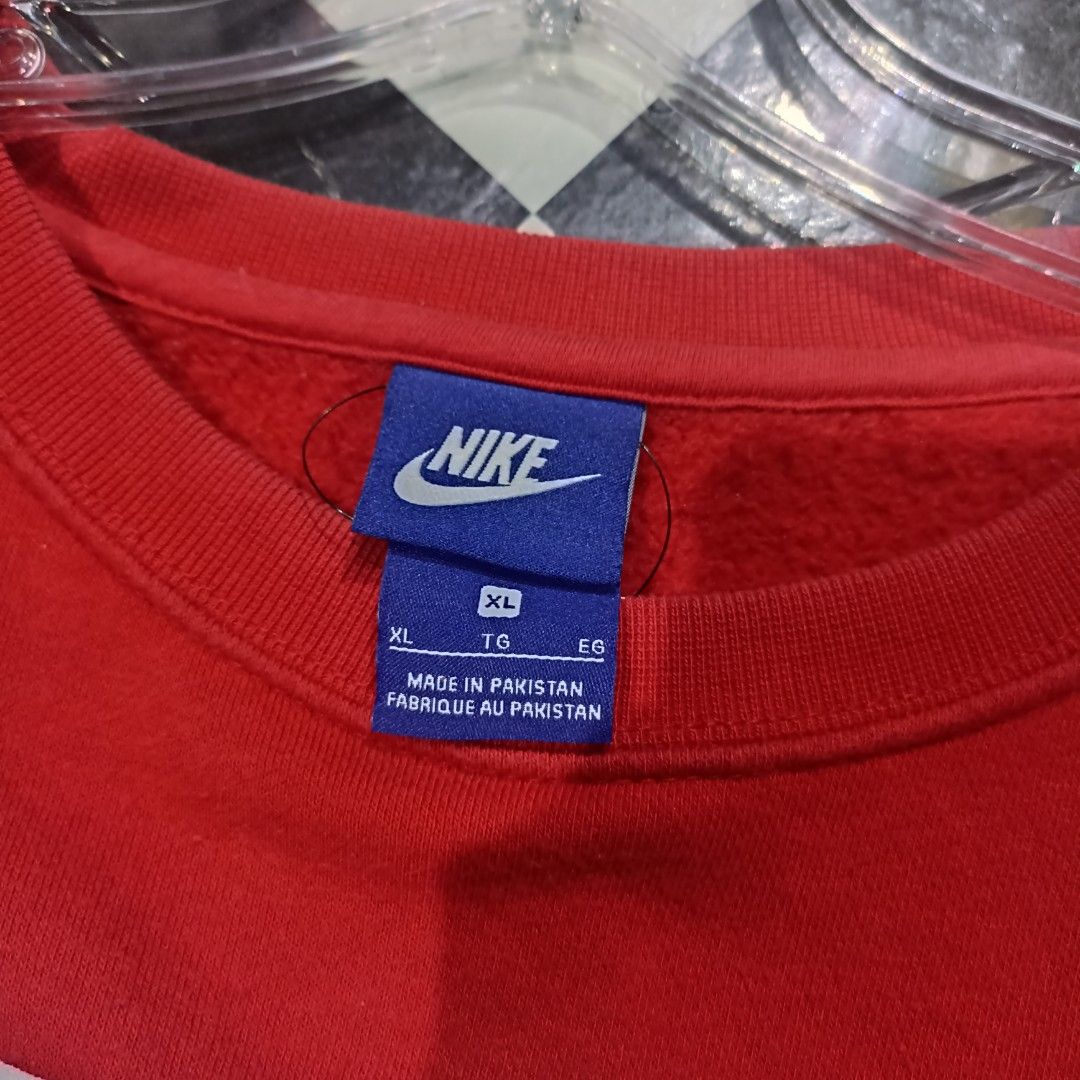 NIKE
XL
XL TG EG
MADE IN PAKISTAN
FABRIQUE AU PAKISTAN